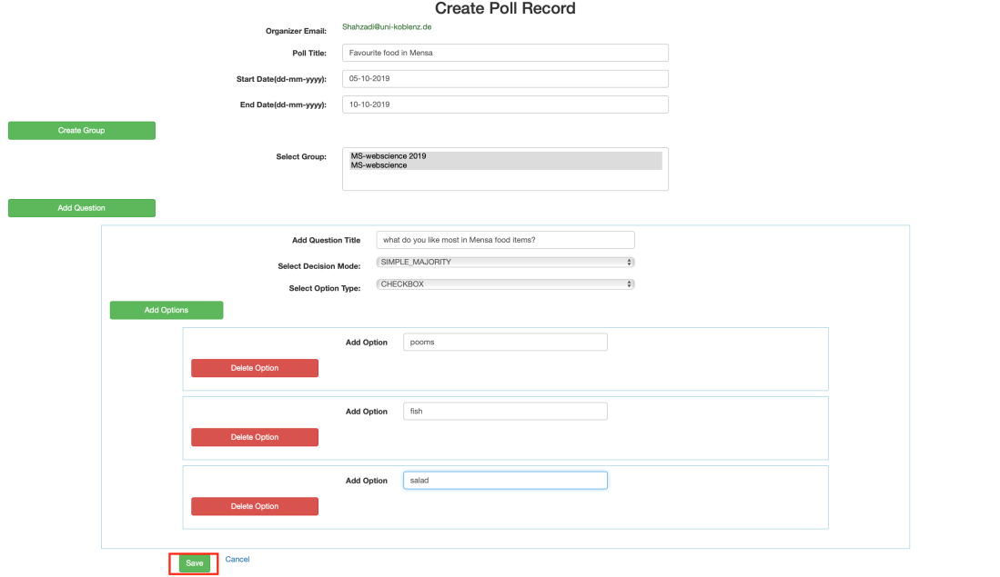 Create Poll Record
Organizer Email: Shahzadi@uni-koblenz.de
Poll Title: Favourite food in Mensa
Start Date(dd-mm-yyyy): 05-10-2019
End Date(dd-mm-yyyy): 10-10-2019
Create Group
Select Group: MS-webscience 2019
MS-webscience
Add Question
Add Question Title what do you like most in Mensa food items?
Select Decision Mode: SIMPLE_MAJORITY
Select Option Type: CHECKBOX
Add Options
Add Option pooms
Delete Option
Add Option fish
Delete Option
Add Option salad
Delete Option
Save Cancel